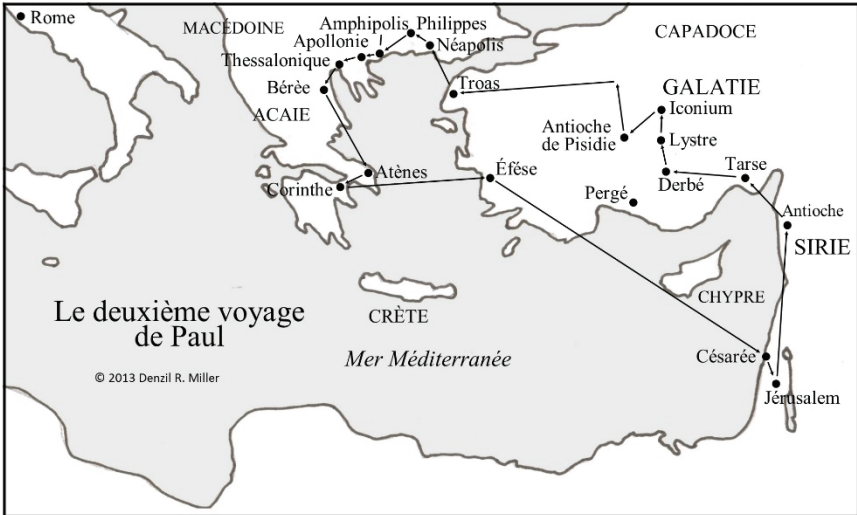 Rome
MACÉDOINE
Amphipolis
Philippes
Apollonie
Néapolis
Thessalonique
CAPADOCE
Bérèe
ACAIE
Troas
GALATIE
Iconium
Antioche
de Pisidie
Lystre
Atènes
Éfése
Tarse
Derbé
Corinthe
Pergé
Antioche
SIRIE
CHYPRE
Le deuxième voyage
de Paul
CRÈTE
Mer Méditerranée
Césarée
© 2013 Denzil R. Miller
Jérusalem